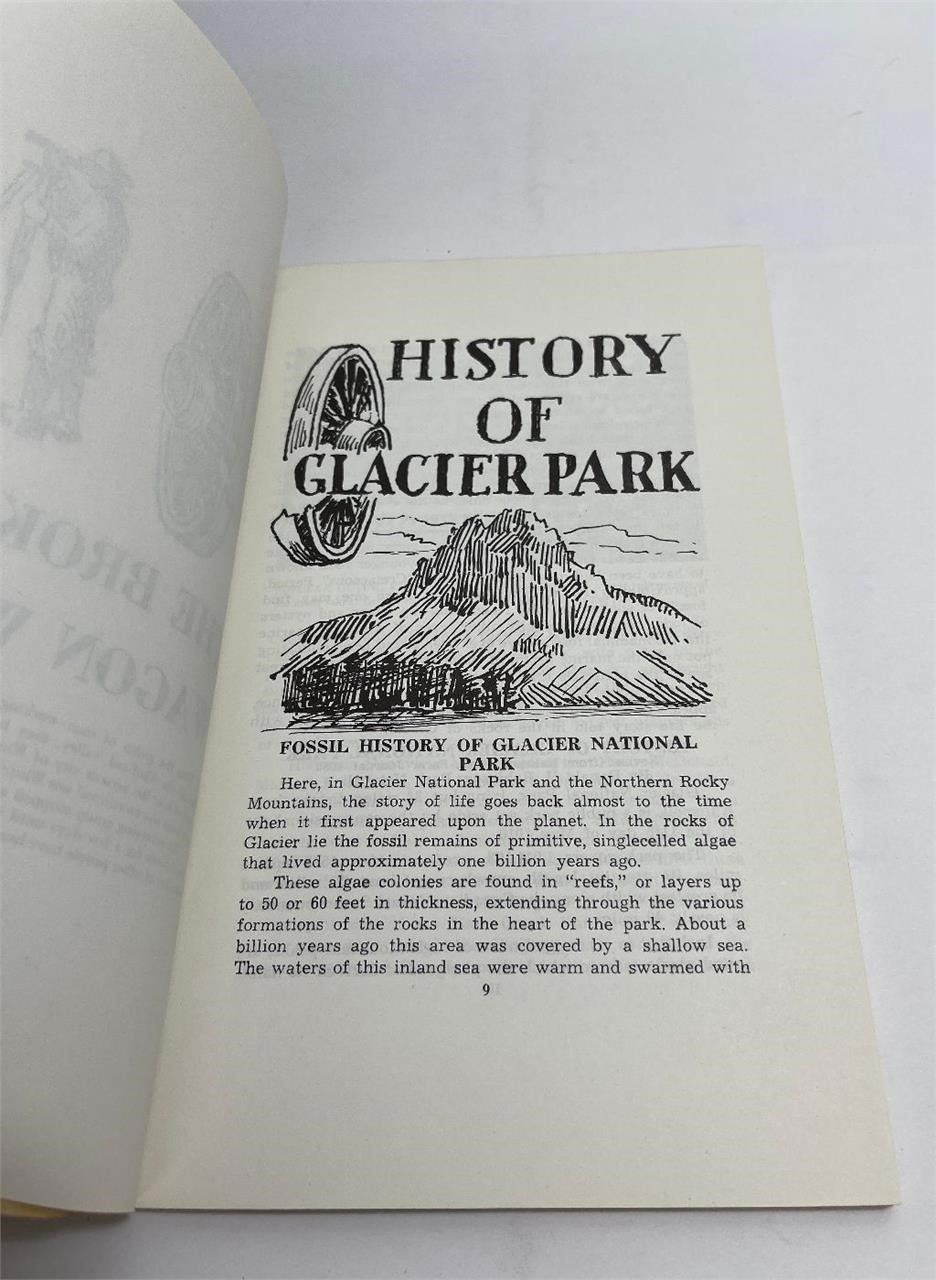 HISTORY
OF
GLACIER PARK
FOSSIL HISTORY OF GLACIER NATIONAL
PARK
Here, in Glacier National Park and the Northern Rocky
Mountains, the story of life goes back almost to the time
when it first appeared upon the planet. In the rocks of
Glacier lie the fossil remains of primitive, singlecelled algae
that lived approximately one billion years ago.
These algae colonies are found in “reefs,” or layers up
to 50 or 60 feet in thickness, extending through the various
formations of the rocks in the heart of the park. About a
billion years ago this area was covered by a shallow sea.
The waters of this inland sea were warm and swarmed with
9